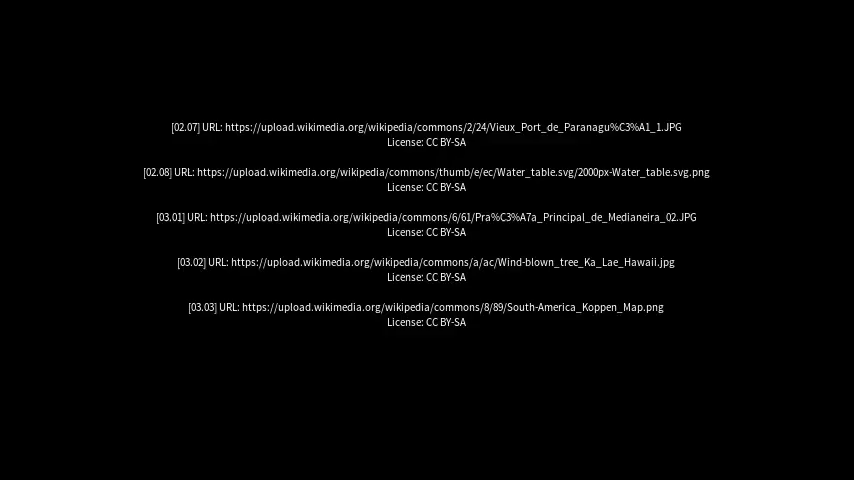 [02.07] URL: https://upload.wikimedia.org/wikipedia/commons/2/24/Vieux_Port_de_Paranagu%C3%A1_1.JPG
License: CC BY-SA
[02.08] URL: https://upload.wikimedia.org/wikipedia/commons/thumb/e/ec/Water_table.svg/2000px-Water_table.svg.png
License: CC BY-SA
[03.01] URL: https://upload.wikimedia.org/wikipedia/commons/6/61/Pra%C3%A7a_Principal_de_Medianeira_02.JPG
License: CC BY-SA
[03.02] URL: https://upload.wikimedia.org/wikipedia/commons/a/ac/Wind-blown_tree_Ka_Lae_Hawaii.jpg
License: CC BY-SA
[03.03] URL: https://upload.wikimedia.org/wikipedia/commons/8/89/South-America_Koppen_Map.png
License: CC BY-SA